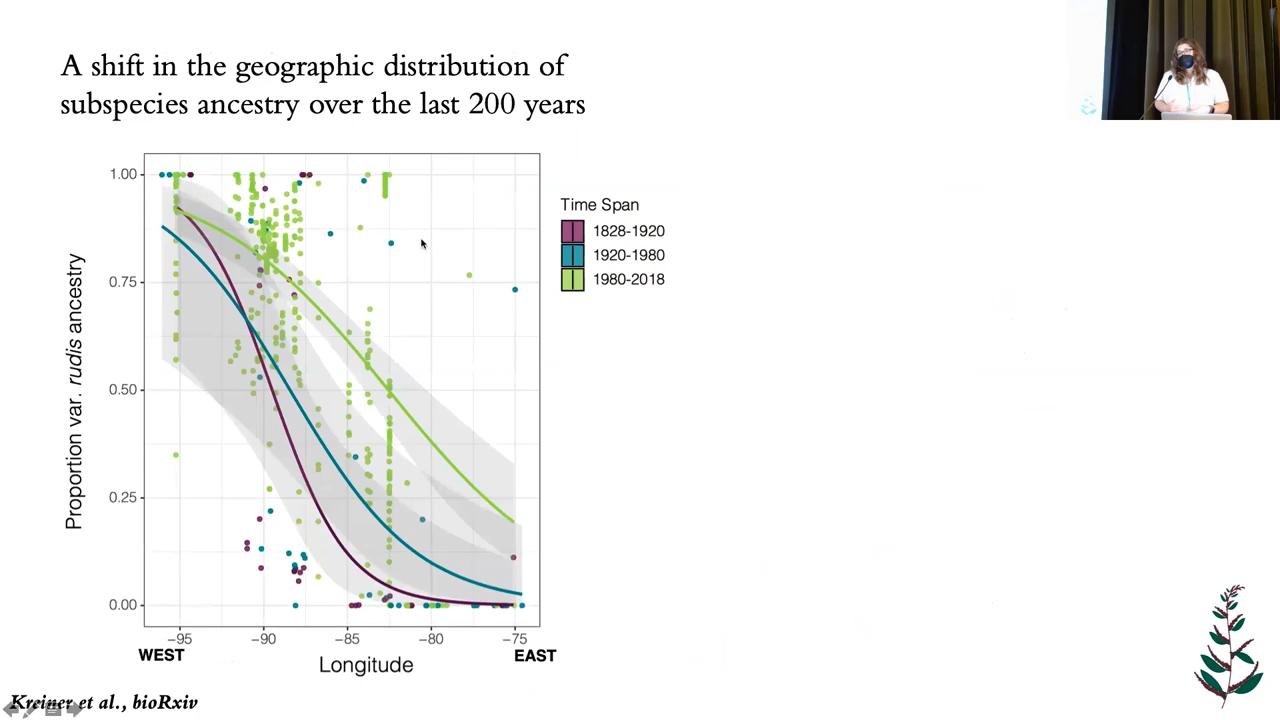 A shift in the geographic distribution of
subspecies ancestry over the last 200 years
1.00
0.75
0.50
0.25
0.00
Proportion var. rudis ancestry
−95
−90
−85
−80
−75
WEST
EAST
Longitude
Time Span
1828-1920
1920-1980
1980-2018
Kreiner et al., bioRxiv